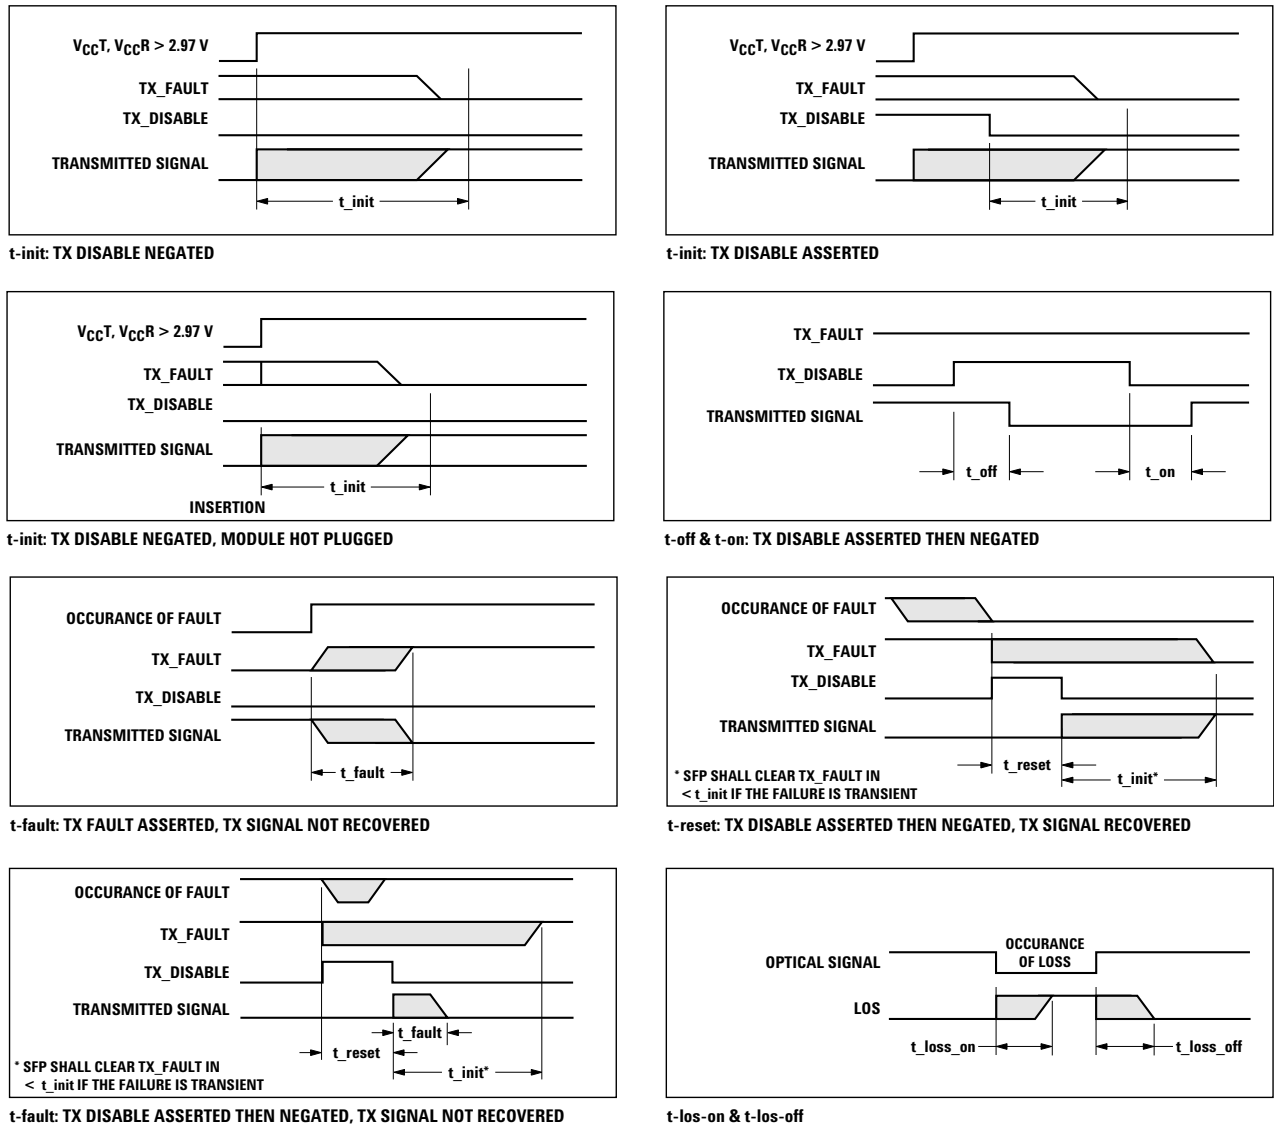 VCCT, VCCR > 2.97 V
TX_FAULT
TX_DISABLE
TRANSMITTED SIGNAL
t_init
t-init: TX DISABLE NEGATED
VCCT, VCCR > 2.97 V
TX_FAULT
TX_DISABLE
TRANSMITTED SIGNAL
t_init
t-init: TX DISABLE ASSERTED
VCCT, VCCR > 2.97 V
TX_FAULT
TX_DISABLE
TRANSMITTED SIGNAL
t_init
INSERTION
t-init: TX DISABLE NEGATED, MODULE HOT PLUGGED
TX_FAULT
TX_DISABLE
TRANSMITTED SIGNAL
t_off
t_on
t-off & t-on: TX DISABLE ASSERTED THEN NEGATED
OCCURANCE OF FAULT
TX_FAULT
TX_DISABLE
TRANSMITTED SIGNAL
t_fault
t-fault: TX FAULT ASSERTED, TX SIGNAL NOT RECOVERED
OCCURANCE OF FAULT
TX_FAULT
TX_DISABLE
TRANSMITTED SIGNAL
t_reset
t_init*
* SFP SHALL CLEAR TX_FAULT IN
< t_init IF THE FAILURE IS TRANSIENT
t-reset: TX DISABLE ASSERTED THEN NEGATED, TX SIGNAL RECOVERED
OCCURANCE OF FAULT
TX_FAULT
TX_DISABLE
TRANSMITTED SIGNAL
t_fault
t_reset
t_init*
* SFP SHALL CLEAR TX_FAULT IN
< t_init IF THE FAILURE IS TRANSIENT
t-fault: TX DISABLE ASSERTED THEN NEGATED, TX SIGNAL NOT RECOVERED
OCCURANCE
OF LOSS
OPTICAL SIGNAL
LOS
t_loss_on
t_loss_off
t-los-on & t-los-off